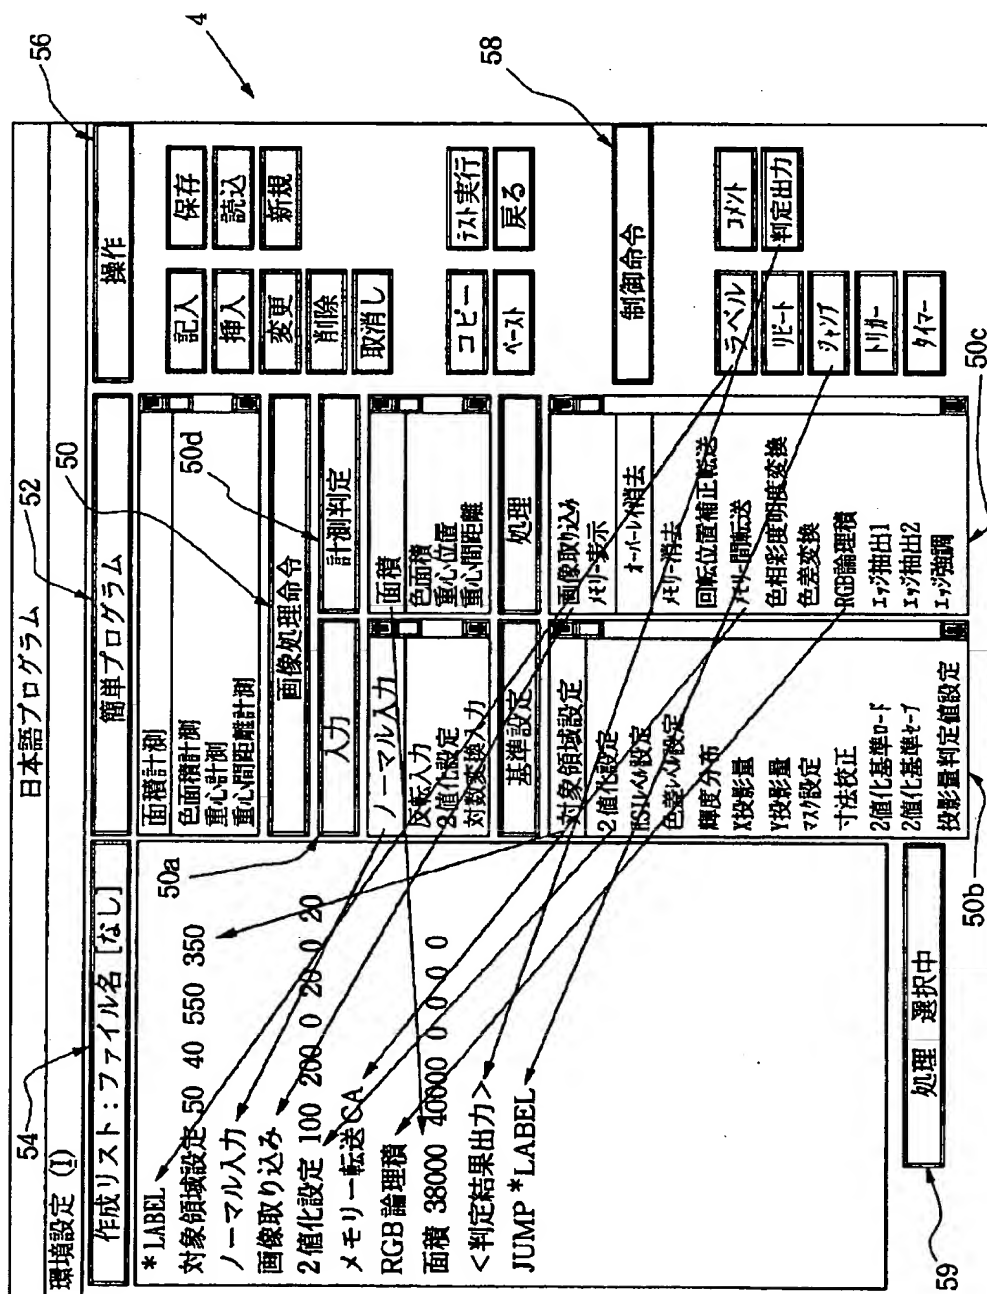 日本語プログラム
環境設定 (I)
54
作成リスト：ファイル名 [なし]
*LABEL
対象領域設定 50 40 550 350
ノーマル入力
画像取り込み
2値化設定 100 200 0 20 0 20
メモリー転送CA
RGB論理積
面積 38000 40000 0 0 0 0
<判定結果出力>
JUMP *LABEL
処理 選択中
59
52
簡単プログラム
面積計測
色面積計測
重心計測
重心間距離計測
50
画像処理命令
50a
入力
ノーマル入力
反転入力
2値化設定
対数変換入力
50d
計測判定
面積
色面積
重心位置
重心間距離
基準設定
対象領域設定
2値化設定
HSLレベル設定
色差レベル設定
輝度分布
X投影量
Y投影量
マスク設定
寸法校正
2値化基準ロード
2値化基準セーブ
投影量判定値設定
50b
処理
画像取り込み
メモリー表示
オーバーレイ消去
メモリー消去
回転位置補正転送
メモリー間転送
色相彩度明度変換
色差変換
RGB論理積
エッジ抽出1
エッジ抽出2
エッジ強調
50c
56
4
操作
記入
保存
挿入
読込
変更
新規
削除
取消し
コピー
テスト実行
ペースト
戻る
58
制御命令
ラベル
コメント
リピート
判定出力
ジャンプ
トリガー
タイマー